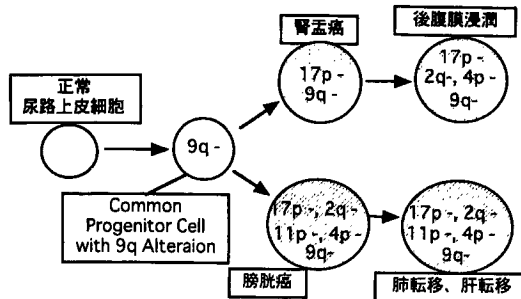 正常
尿路上皮細胞
9q -
Common
Progenitor Cell
with 9q Alteraion
腎盂癌
17p -
9q -
後腹膜浸潤
17p -
2q-, 4p -
9q-
17p -, 2q -
11p -, 4p -
9q-
膀胱癌
17p -, 2q -
11p -, 4p -
9q-
肺転移、肝転移